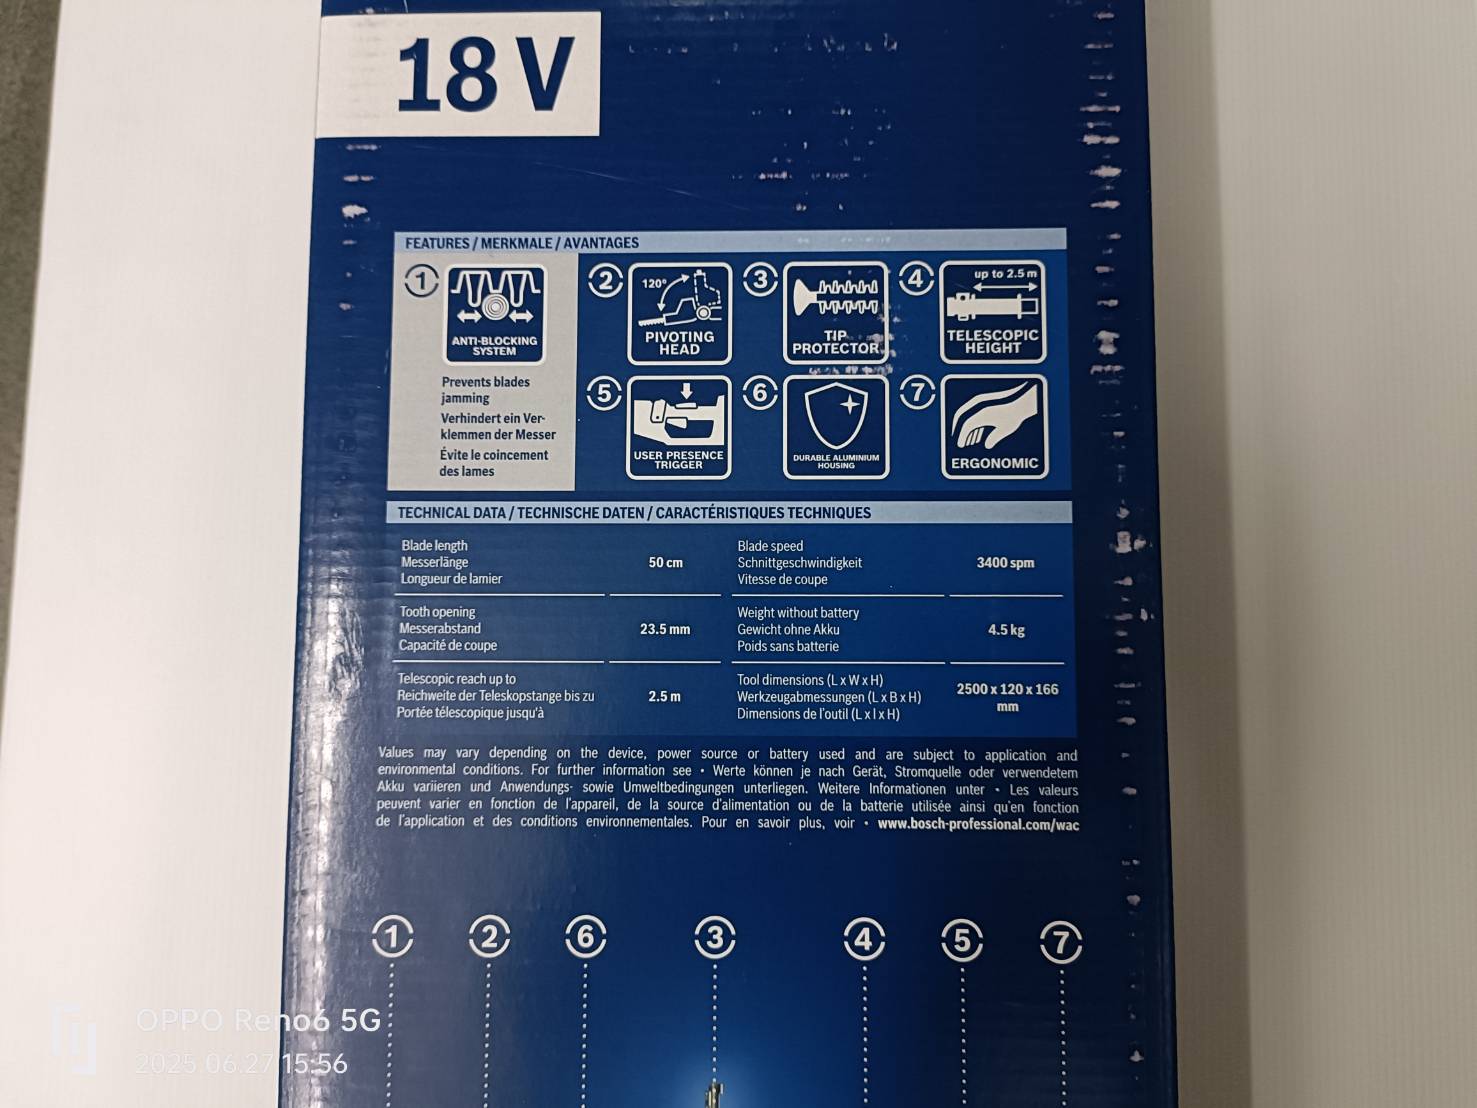 18 V
FEATURES / MERKMALE / AVANTAGES
1
ANTI-BLOCKING
SYSTEM
Prevents blades
jamming
Verhindert ein Ver-
klemmen der Messer
Évite le coincement
des lames
2
120°
PIVOTING
HEAD
3
TIP
PROTECTOR
4
up to 2.5 m
TELESCOPIC
HEIGHT
5
USER PRESENCE
TRIGGER
6
DURABLE ALUMINIUM
HOUSING
7
ERGONOMIC
TECHNICAL DATA / TECHNISCHE DATEN / CARACTÉRISTIQUES TECHNIQUES
Blade length
Messerlänge
Longueur de lamier
50 cm
Blade speed
Schnittgeschwindigkeit
Vitesse de coupe
3400 spm
Tooth opening
Messerabstand
Capacité de coupe
23.5 mm
Weight without battery
Gewicht ohne Akku
Poids sans batterie
4.5 kg
Telescopic reach up to
Reichweite der Teleskopstange bis zu
Portée télescopique jusqu'à
2.5 m
Tool dimensions (L x W x H)
Werkzeugabmessungen (L x B x H)
Dimensions de l'outil (L x l x H)
2500 x 120 x 166
mm
Values may vary depending on the device, power source or battery used and are subject to application and
environmental conditions. For further information see • Werte können je nach Gerät, Stromquelle oder verwendetem
Akku variieren und Anwendungs- sowie Umweltbedingungen unterliegen. Weitere Informationen unter • Les valeurs
peuvent varier en fonction de l'appareil, de la source d'alimentation ou de la batterie utilisée ainsi qu'en fonction
de l'application et des conditions environnementales. Pour en savoir plus, voir • www.bosch-professional.com/wac
1 2 6 3 4 5 7
OPPO Reno6 5G
2025.06.27 15:56